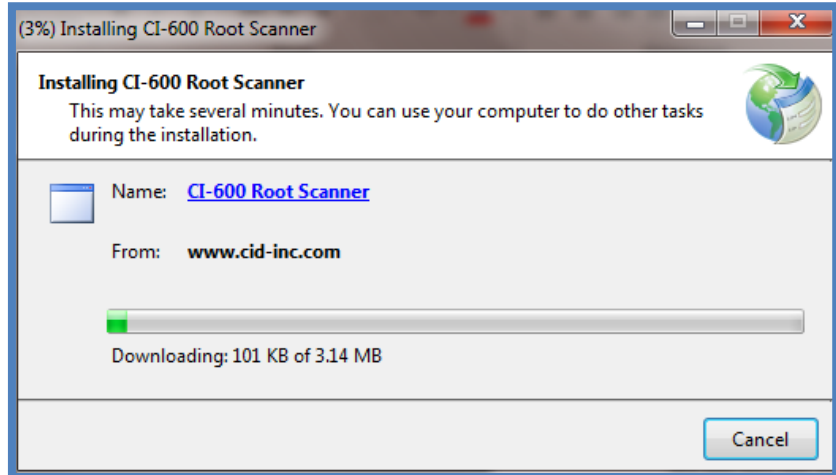 (3%) Installing CI-600 Root Scanner
Installing CI-600 Root Scanner
This may take several minutes. You can use your computer to do other tasks
during the installation.
Name: CI-600 Root Scanner
From: www.cid-inc.com
Downloading: 101 KB of 3.14 MB
Cancel